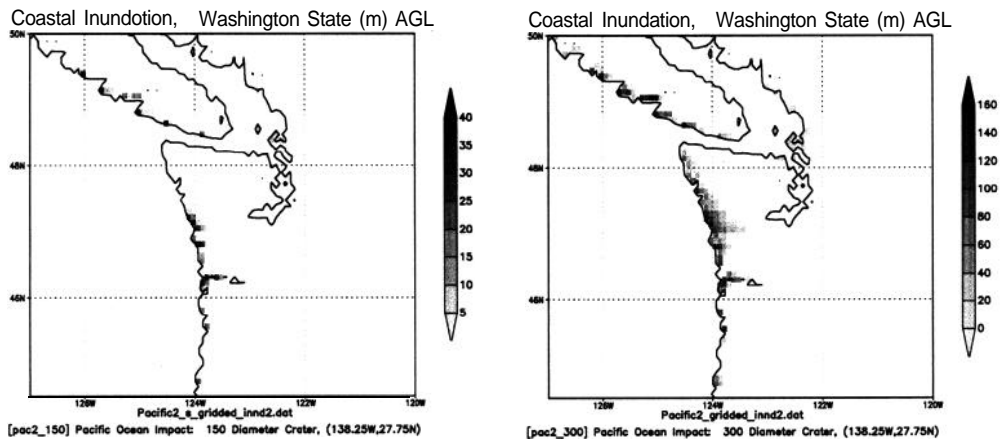 Coastal Inundotion, Washington State (m) AGL
50N
48N
46N
126W
124W
122W
120W
40
35
30
25
20
15
10
5
Pacific2_s_gridded_innd2.dat
[pac2_150] Pacific Ocean Impact: 150 Diameter Crater, (138.25W,27.75N)
Coastal Inundation, Washington State (m) AGL
50N
48N
46N
126W
124W
122W
120W
160
140
120
100
80
60
40
20
0
Pacific2_gridded_innd2.dat
[pac2_300] Pacific Ocean Impact: 300 Diameter Crater, (138.25W,27.75N)